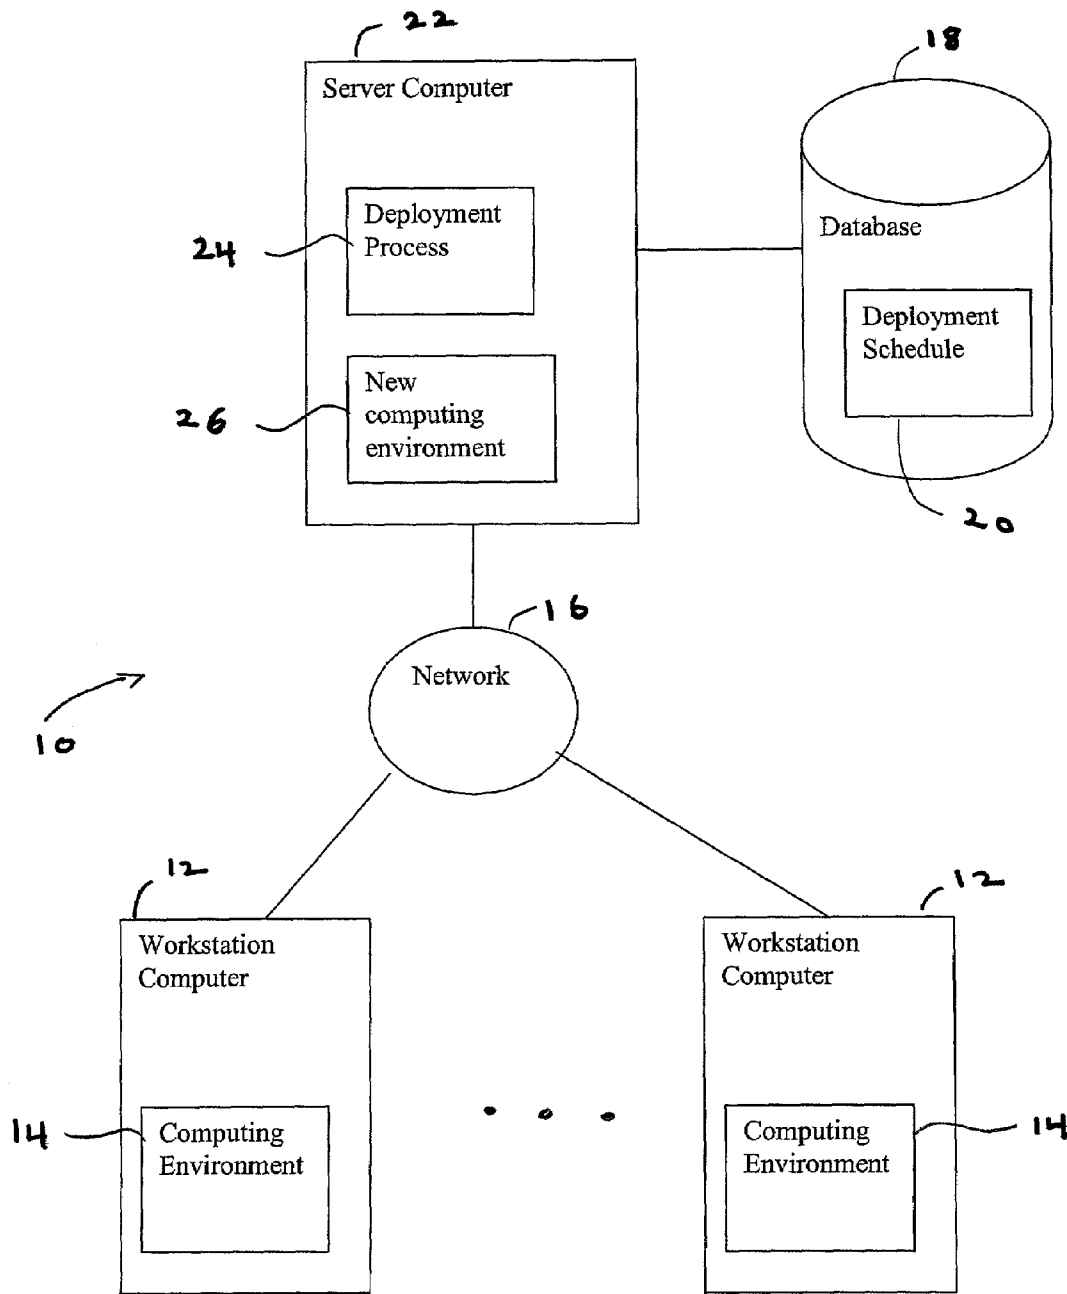 22
18
Server Computer
Deployment
Process
24
Database
Deployment
Schedule
New
computing
environment
26
20
16
Network
10
12
12
Workstation
Computer
Workstation
Computer
14
Computing
Environment
Computing
Environment
14